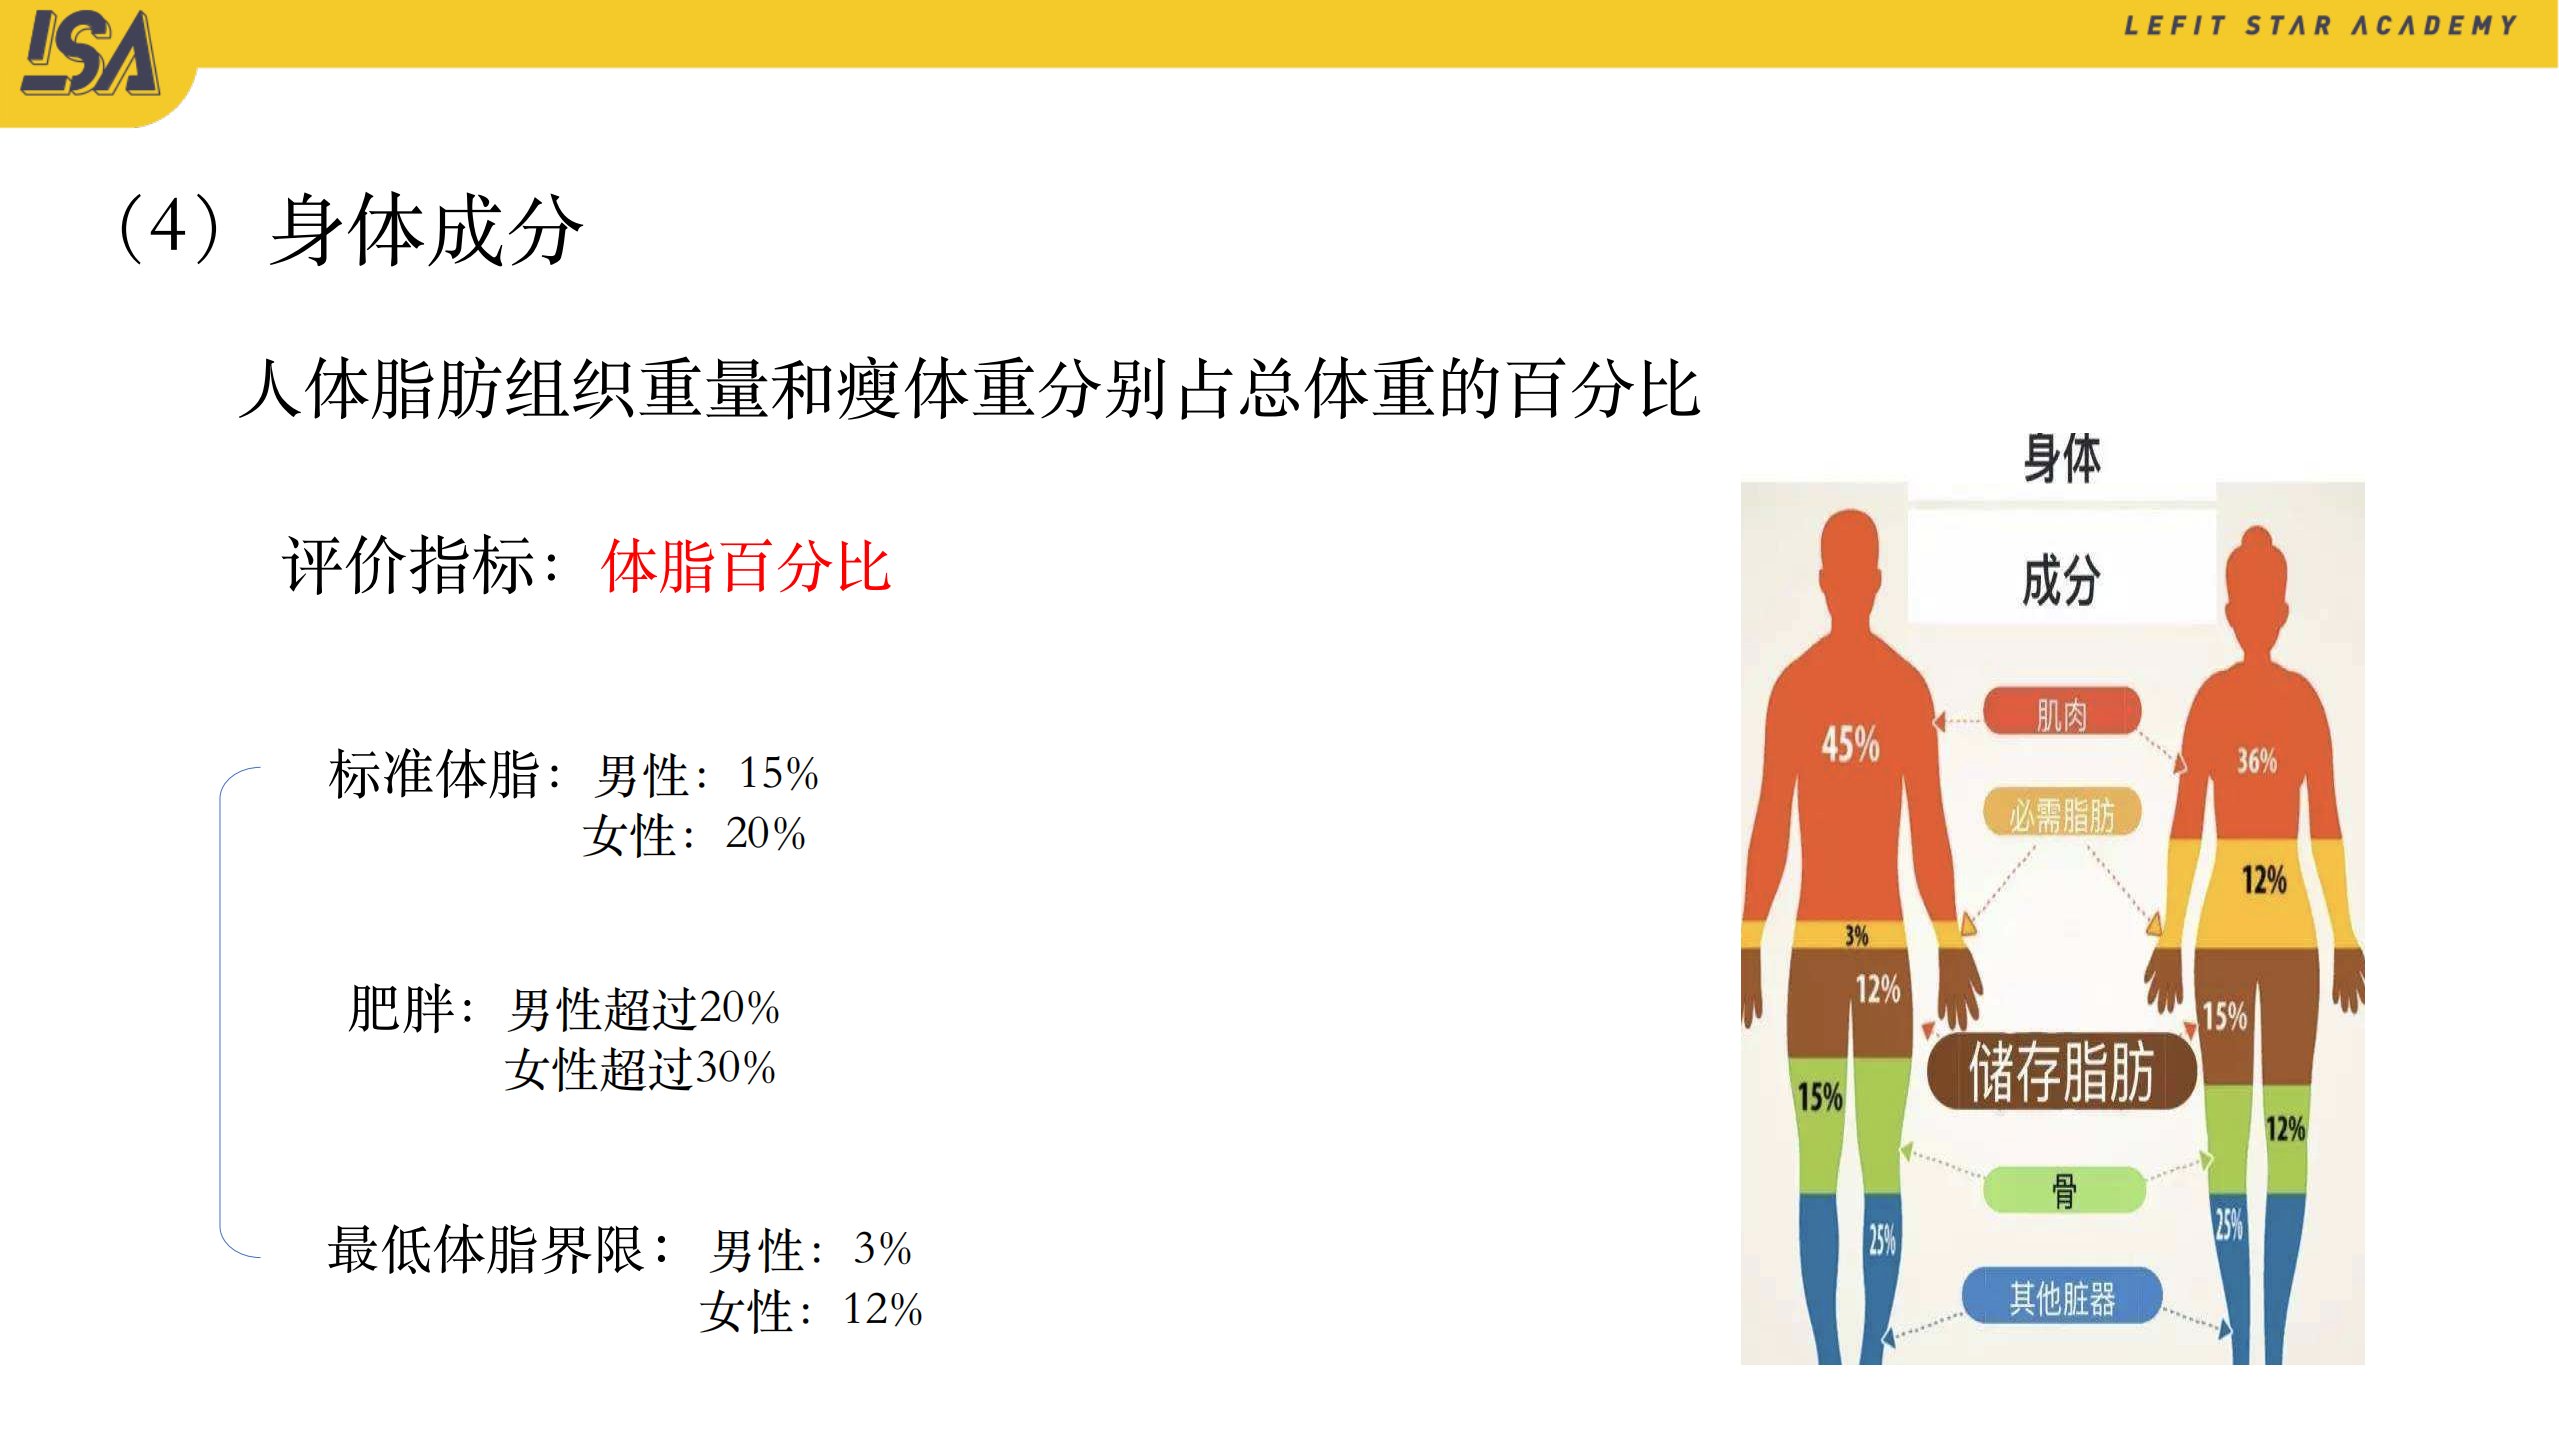 LSA
LEFIT STAR ACADEMY
（4）身体成分
人体脂肪组织重量和瘦体重分别占总体重的百分比
评价指标：体脂百分比
标准体脂：男性：15%
女性：20%
肥胖：男性超过20%
女性超过30%
最低体脂界限：男性：3%
女性：12%
身体
成分
肌肉
45%
36%
必需脂肪
12%
3%
12%
15%
储存脂肪
15%
12%
骨
25%
25%
其他脏器